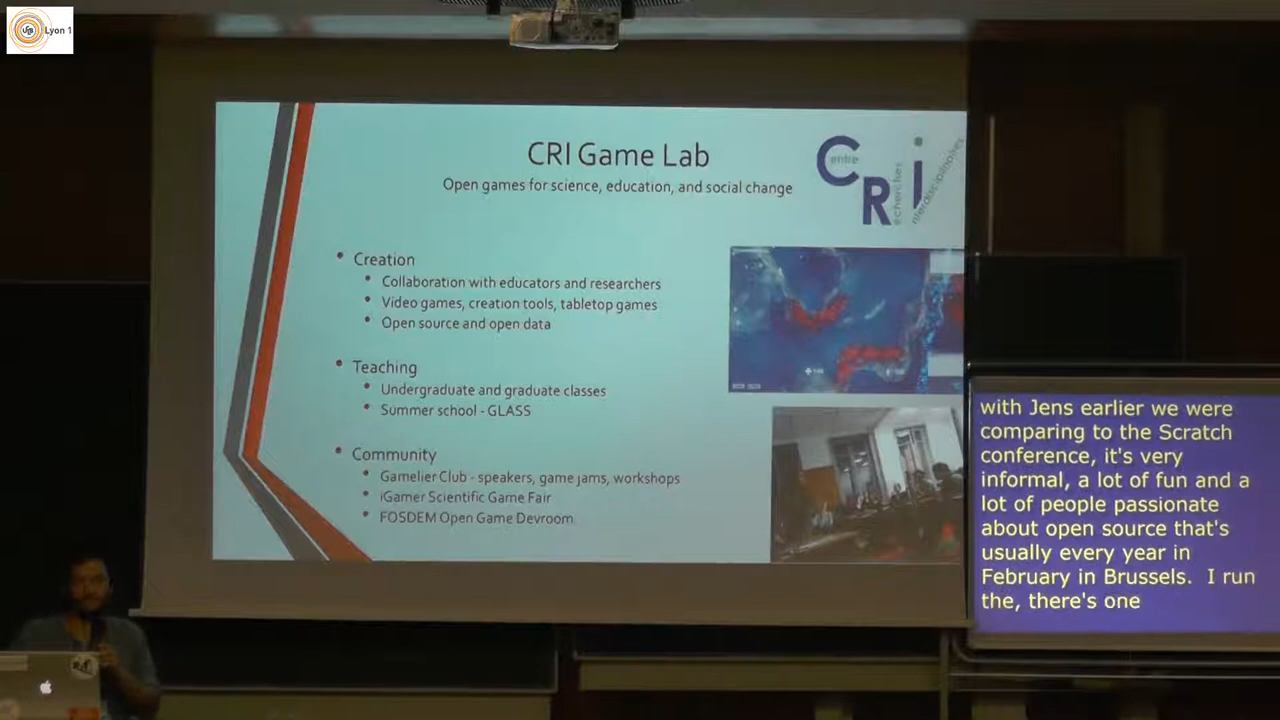 Lyon 1
CRI Game Lab
Open games for science, education, and social change
Centre
Recherches
Interdisciplinaires
• Creation
• Collaboration with educators and researchers
• Video games, creation tools, tabletop games
• Open source and open data
• Teaching
• Undergraduate and graduate classes
• Summer school - GLASS
• Community
• Gamelier Club - speakers, game jams, workshops
• iGamer Scientific Game Fair
• FOSDEM Open Game Devroom
with Jens earlier we were
comparing to the Scratch
conference, it's very
informal, a lot of fun and a
lot of people passionate
about open source that's
usually every year in
February in Brussels. I run
the, there's one